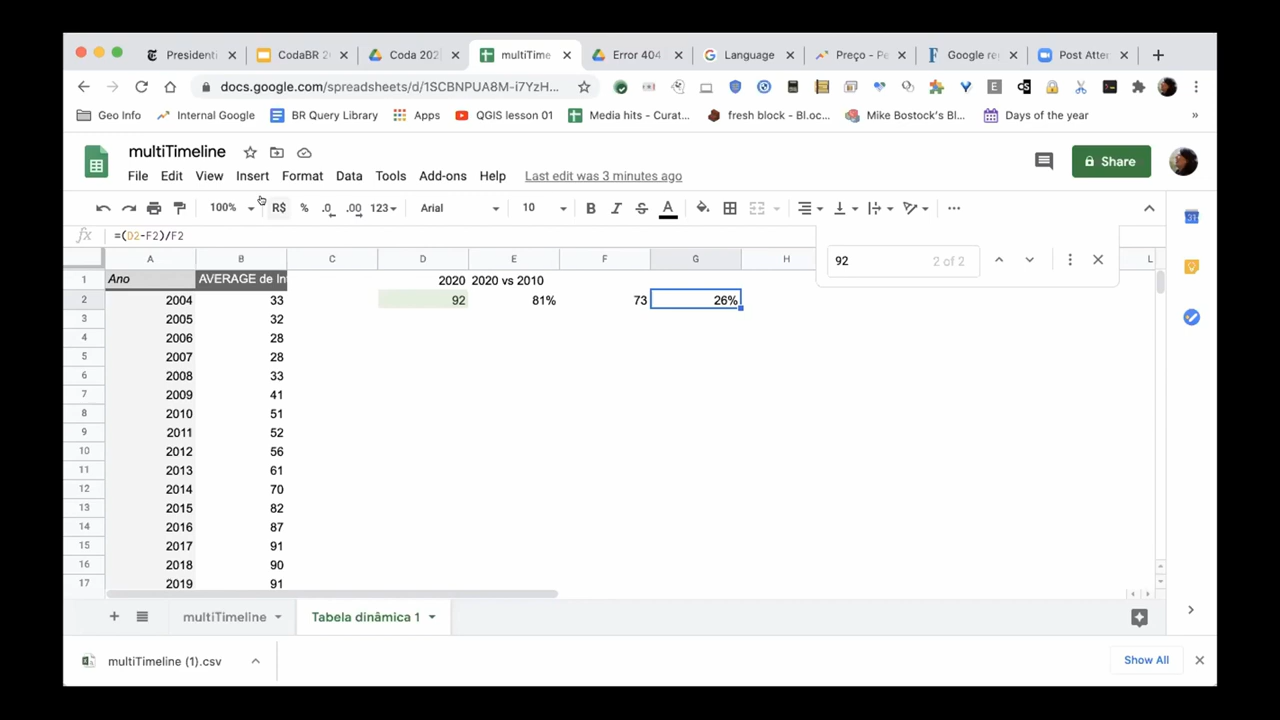 Presidenti CodaBR 2 Coda 202 multiTime Error 404 Language Preço - Pe Google re Post Atter
docs.google.com/spreadsheets/d/1SCBNPUA8M-i7YzH...
Geo Info Internal Google BR Query Library Apps QGIS lesson 01 Media hits - Curat... fresh block - Bl.oc... Mike Bostock's Bl... Days of the year »
multiTimeline
Share
File Edit View Insert Format Data Tools Add-ons Help Last edit was 3 minutes ago
100% R$ % .0 .00 123 Arial 10 B I S A
fx =(D2-F2)/F2
92 2 of 2
A B C D E F G H L
1 Ano AVERAGE de In 2020 2020 vs 2010
2 2004 33 92 81% 73 26%
3 2005 32
4 2006 28
5 2007 28
6 2008 33
7 2009 41
8 2010 51
9 2011 52
10 2012 56
11 2013 61
12 2014 70
13 2015 82
14 2016 87
15 2017 91
16 2018 90
17 2019 91
multiTimeline Tabela dinâmica 1
multiTimeline (1).csv Show All